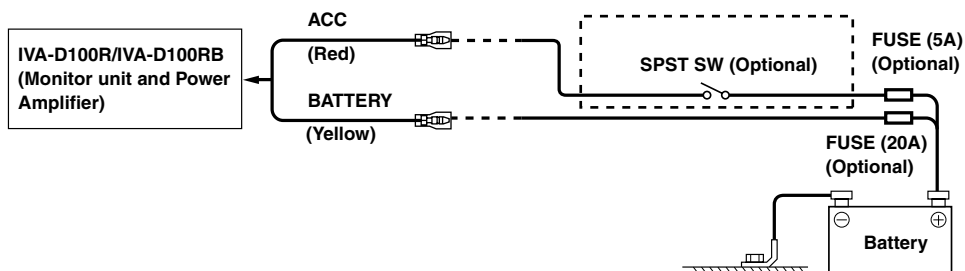 IVA-D100R/IVA-D100RB
(Monitor unit and Power
Amplifier)
ACC
(Red)
BATTERY
(Yellow)
SPST SW (Optional)
FUSE (5A)
(Optional)
FUSE (20A)
(Optional)
Battery